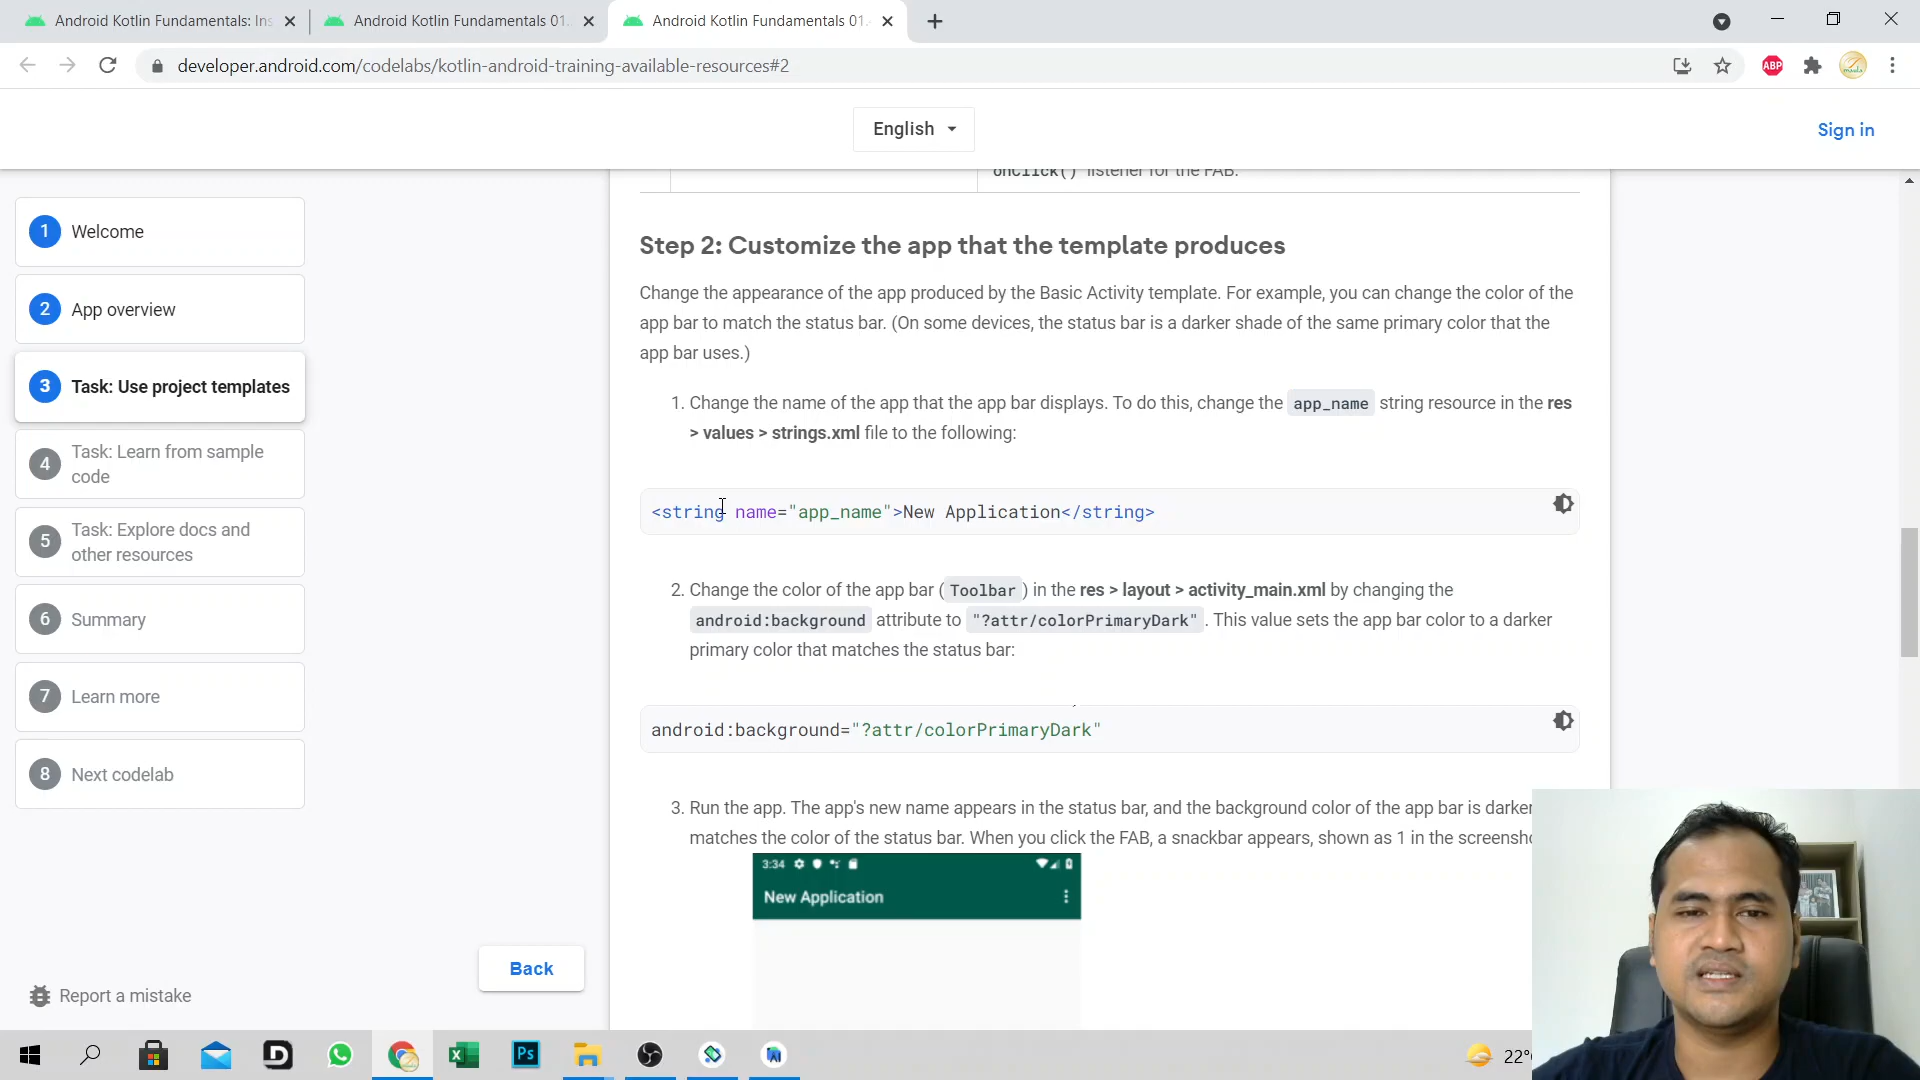 Android Kotlin Fundamentals: Ins
Android Kotlin Fundamentals 01.
Android Kotlin Fundamentals 01.
developer.android.com/codelabs/kotlin-android-training-available-resources#2
ABP
English
Sign in
1 Welcome
2 App overview
3 Task: Use project templates
4 Task: Learn from sample
code
5 Task: Explore docs and
other resources
6 Summary
7 Learn more
8 Next codelab
Back
Report a mistake
onClick() listener for the FAB.
Step 2: Customize the app that the template produces
Change the appearance of the app produced by the Basic Activity template. For example, you can change the color of the
app bar to match the status bar. (On some devices, the status bar is a darker shade of the same primary color that the
app bar uses.)
1. Change the name of the app that the app bar displays. To do this, change the app_name string resource in the res
> values > strings.xml file to the following:
<string name="app_name">New Application</string>
2. Change the color of the app bar (Toolbar) in the res > layout > activity_main.xml by changing the
android:background attribute to "?attr/colorPrimaryDark". This value sets the app bar color to a darker
primary color that matches the status bar:
android:background="?attr/colorPrimaryDark"
3. Run the app. The app's new name appears in the status bar, and the background color of the app bar is darker
matches the color of the status bar. When you click the FAB, a snackbar appears, shown as 1 in the screensho
3:34
New Application
Ps
22°